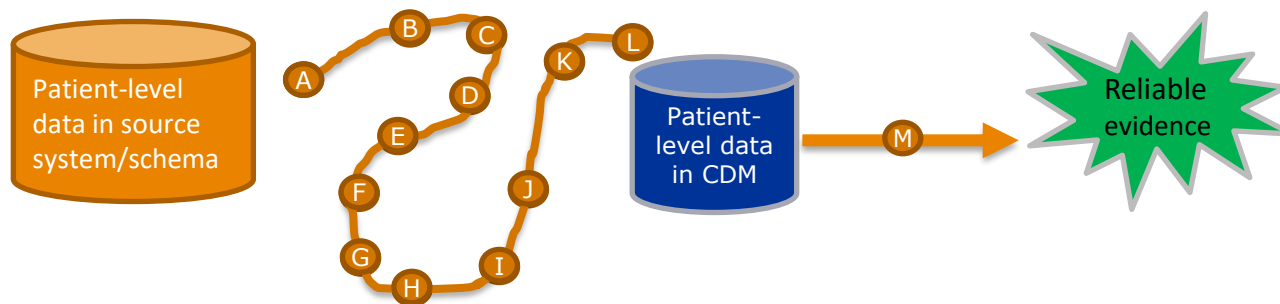 Patient-level
data in source
system/schema
A
B
C
D
E
F
G
H
I
J
K
L
Patient-
level data
in CDM
M
Reliable
evidence